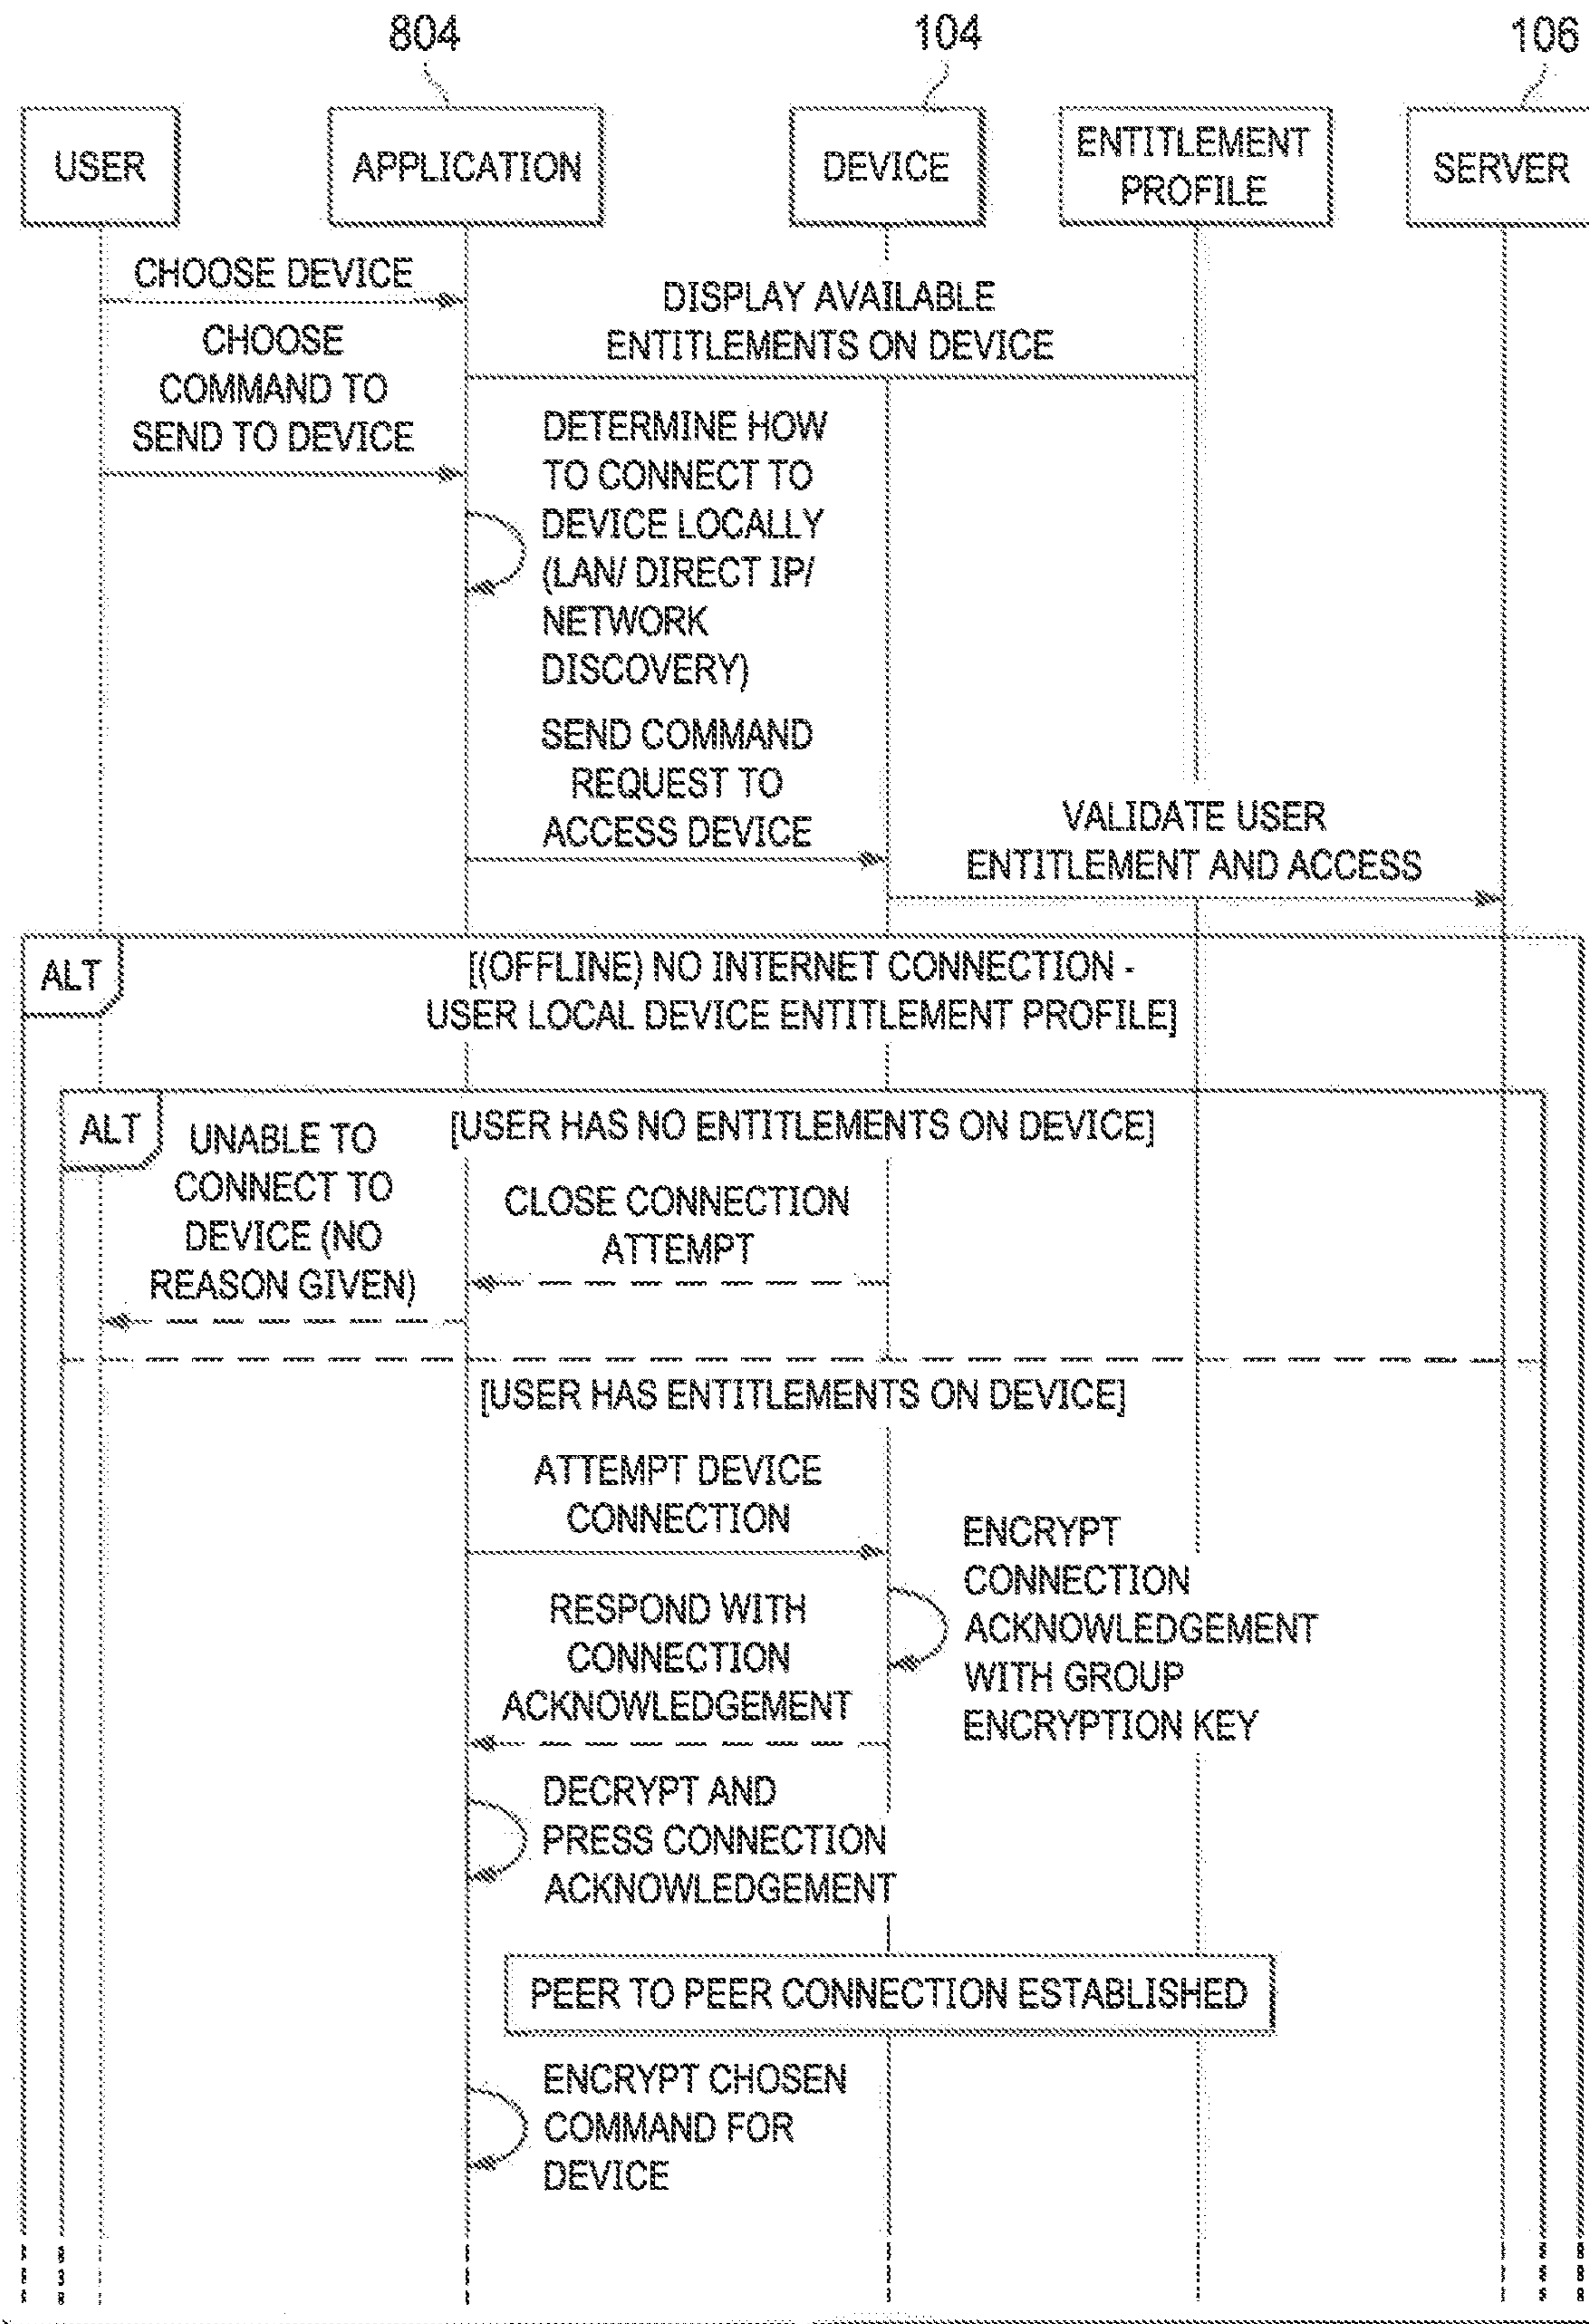 804
104
106
USER
APPLICATION
DEVICE
ENTITLEMENT
PROFILE
SERVER
CHOOSE DEVICE
DISPLAY AVAILABLE
ENTITLEMENTS ON DEVICE
CHOOSE
COMMAND TO
SEND TO DEVICE
DETERMINE HOW
TO CONNECT TO
DEVICE LOCALLY
(LAN/ DIRECT IP/
NETWORK
DISCOVERY)
SEND COMMAND
REQUEST TO
ACCESS DEVICE
VALIDATE USER
ENTITLEMENT AND ACCESS
ALT
[(OFFLINE) NO INTERNET CONNECTION -
USER LOCAL DEVICE ENTITLEMENT PROFILE]
ALT
[USER HAS NO ENTITLEMENTS ON DEVICE]
UNABLE TO
CONNECT TO
DEVICE (NO
REASON GIVEN)
CLOSE CONNECTION
ATTEMPT
[USER HAS ENTITLEMENTS ON DEVICE]
ATTEMPT DEVICE
CONNECTION
ENCRYPT
CONNECTION
ACKNOWLEDGEMENT
WITH GROUP
ENCRYPTION KEY
RESPOND WITH
CONNECTION
ACKNOWLEDGEMENT
DECRYPT AND
PRESS CONNECTION
ACKNOWLEDGEMENT
PEER TO PEER CONNECTION ESTABLISHED
ENCRYPT CHOSEN
COMMAND FOR
DEVICE